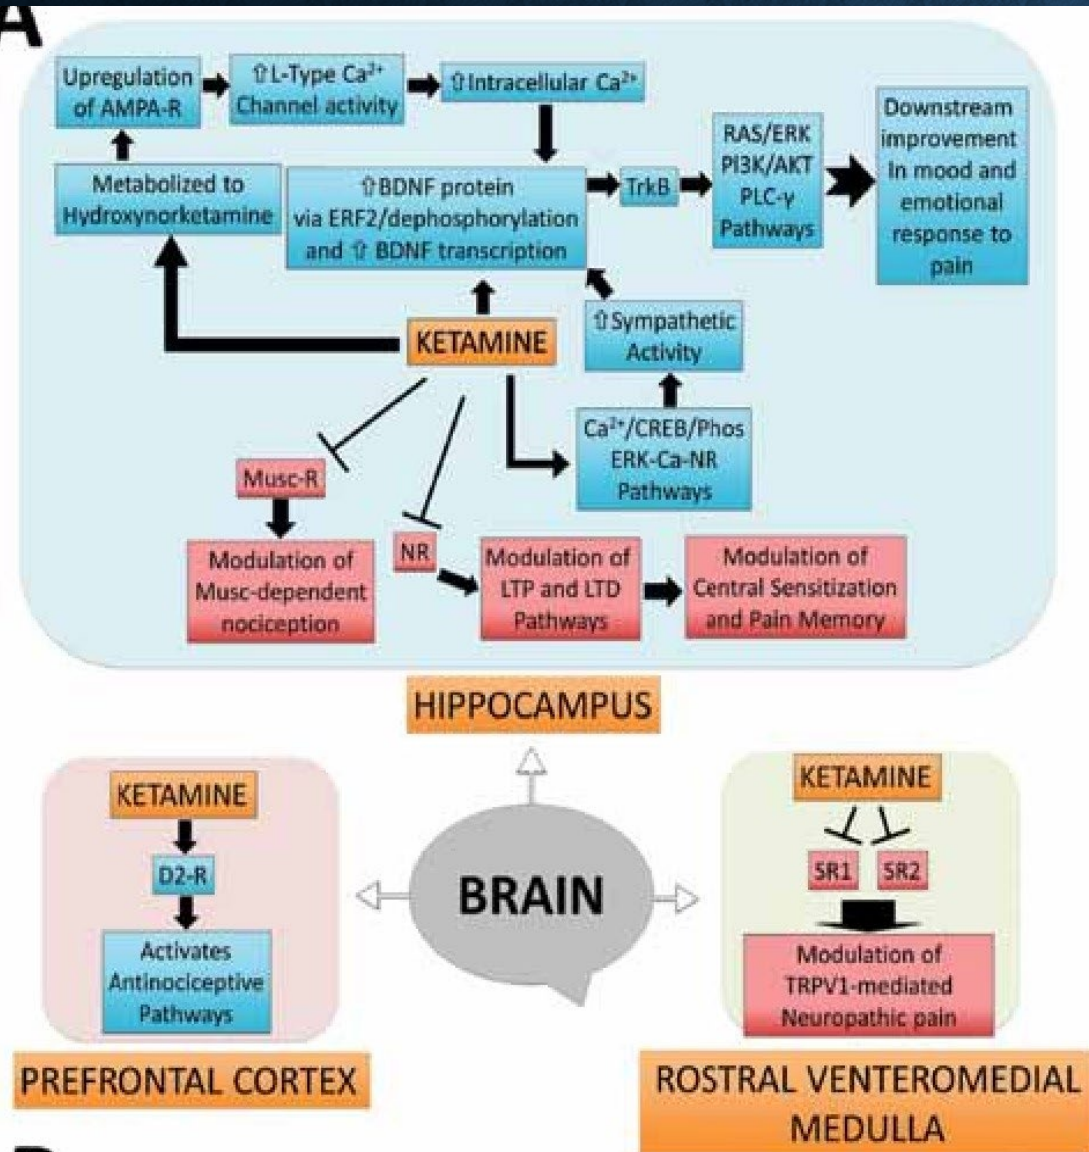 A
Upregulation
of AMPA-R
⇧L-Type Ca²⁺
Channel activity
⇧Intracellular Ca²⁺
Metabolized to
Hydroxynorketamine
⇧BDNF protein
via ERF2/dephosphorylation
and ⇧ BDNF transcription
TrkB
RAS/ERK
PI3K/AKT
PLC-γ
Pathways
Downstream
improvement
In mood and
emotional
response to
pain
KETAMINE
⇧Sympathetic
Activity
Ca²⁺/CREB/Phos
ERK-Ca-NR
Pathways
Musc-R
Modulation of
Musc-dependent
nociception
NR
Modulation of
LTP and LTD
Pathways
Modulation of
Central Sensitization
and Pain Memory
HIPPOCAMPUS
KETAMINE
D2-R
Activates
Antinociceptive
Pathways
PREFRONTAL CORTEX
BRAIN
KETAMINE
SR1
SR2
Modulation of
TRPV1-mediated
Neuropathic pain
ROSTRAL VENTEROMEDIAL
MEDULLA